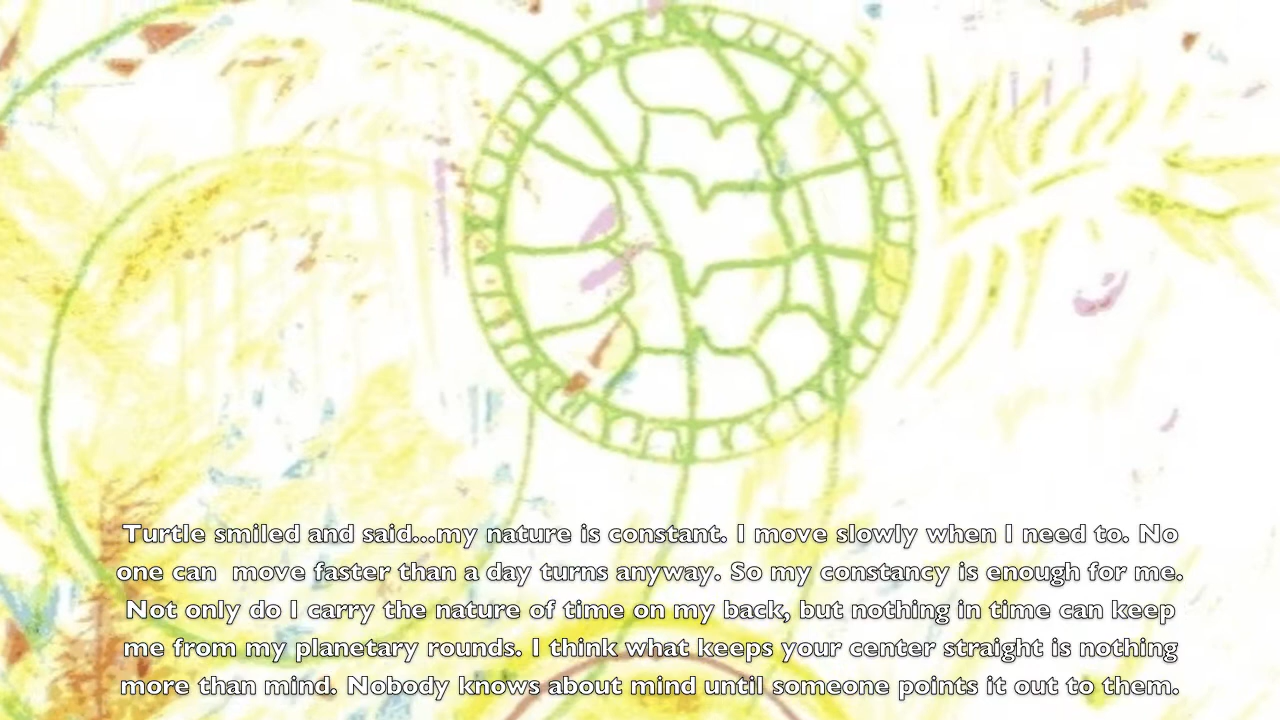 Turtle smiled and said...my nature is constant. I move slowly when I need to. No
one can  move faster than a day turns anyway. So my constancy is enough for me.
Not only do I carry the nature of time on my back, but nothing in time can keep
me from my planetary rounds. I think what keeps your center straight is nothing
more than mind. Nobody knows about mind until someone points it out to them.